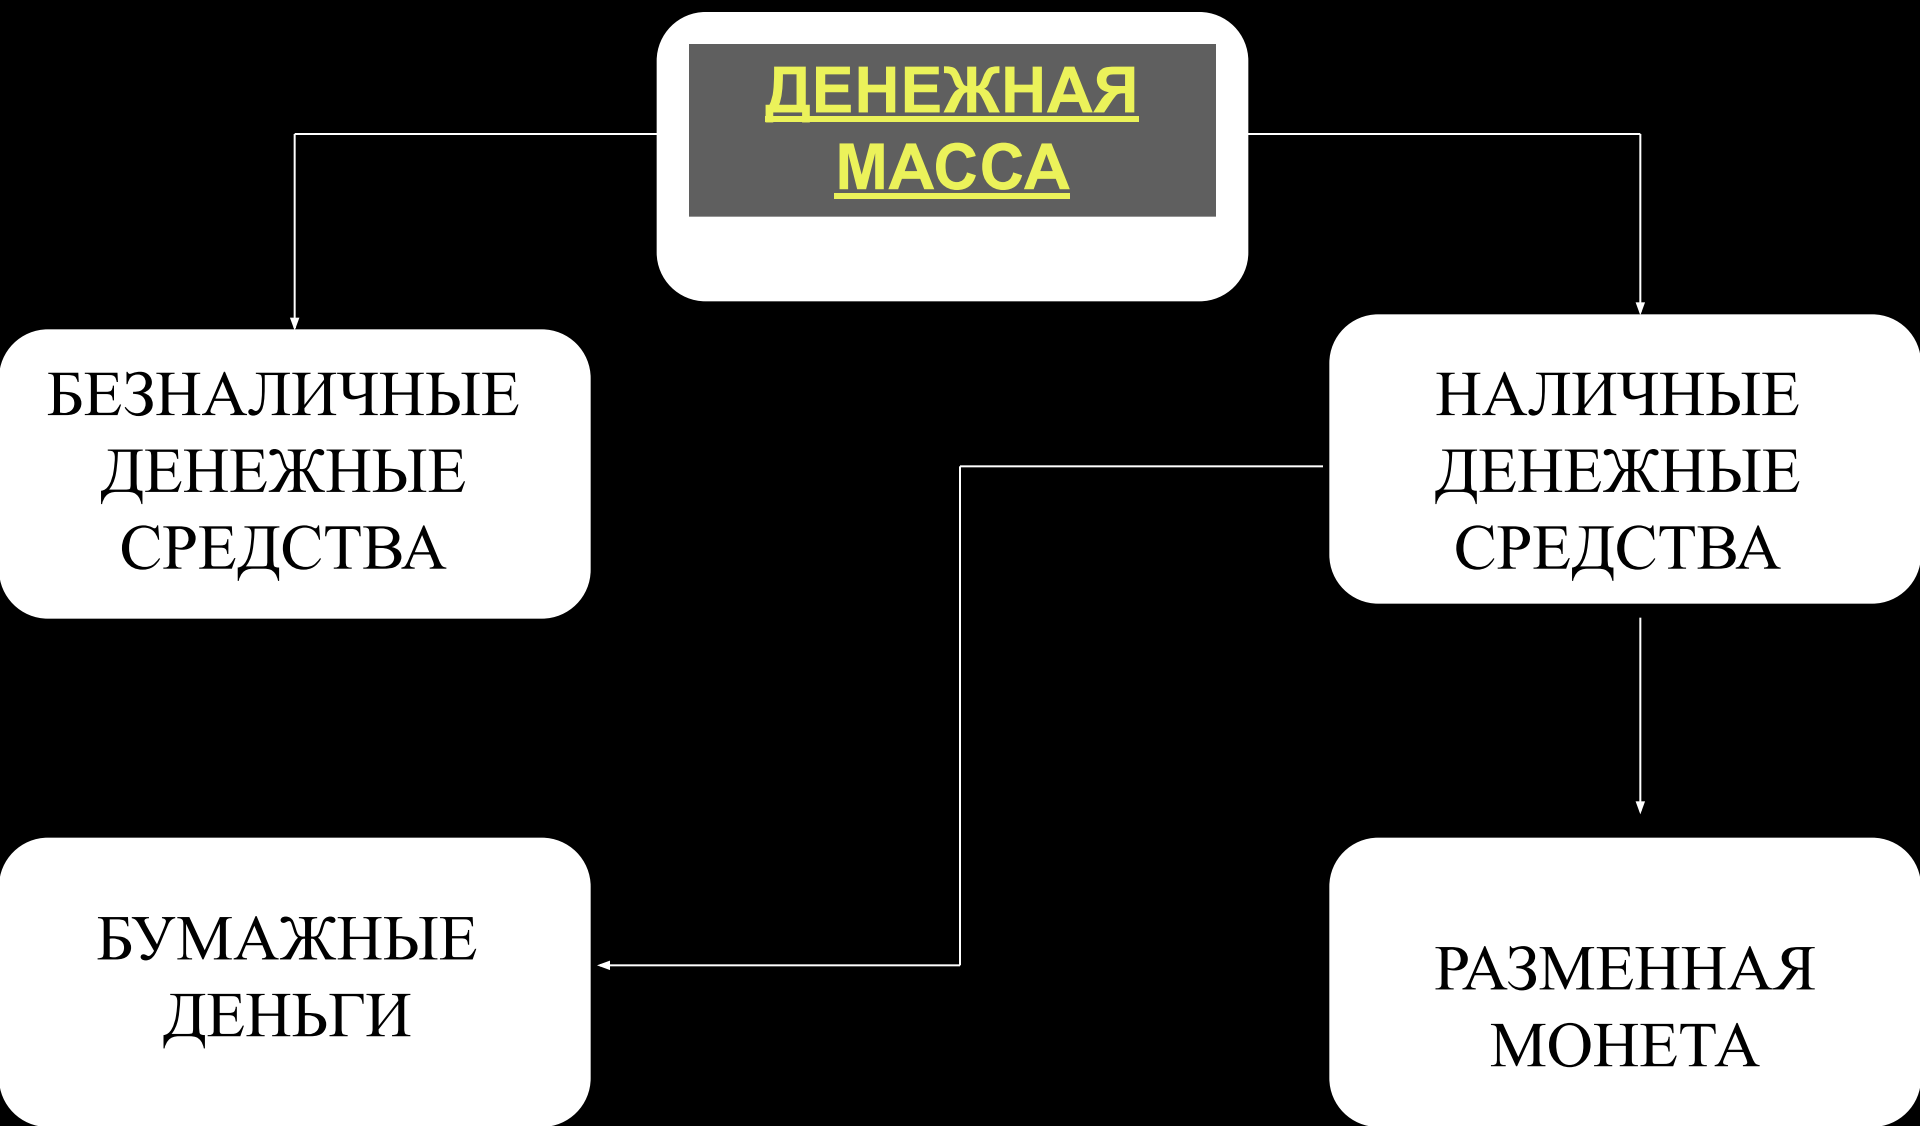 ДЕНЕЖНАЯ
МАССА
БЕЗНАЛИЧНЫЕ
ДЕНЕЖНЫЕ
СРЕДСТВА
НАЛИЧНЫЕ
ДЕНЕЖНЫЕ
СРЕДСТВА
БУМАЖНЫЕ
ДЕНЬГИ
РАЗМЕННАЯ
МОНЕТА